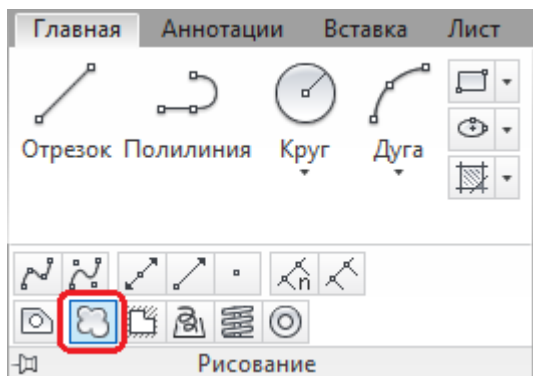 Главная Аннотации Вставка Лист
Отрезок Полилиния Круг Дуга
n
Рисование